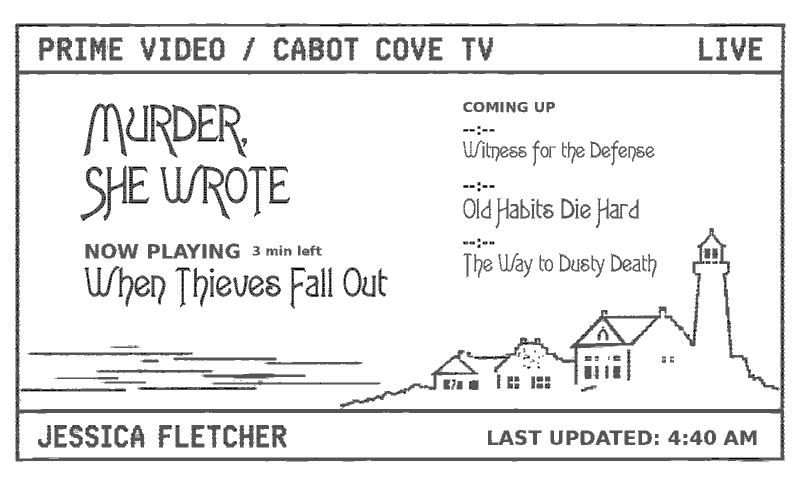 PRIME VIDEO / CABOT COVE TV
LIVE
MURDER,
SHE WROTE
NOW PLAYING 3 min left
When Thieves Fall Out
COMING UP
--:--
Witness for the Defense
--:--
Old Habits Die Hard
--:--
The Way to Dusty Death
JESSICA FLETCHER
LAST UPDATED: 4:40 AM